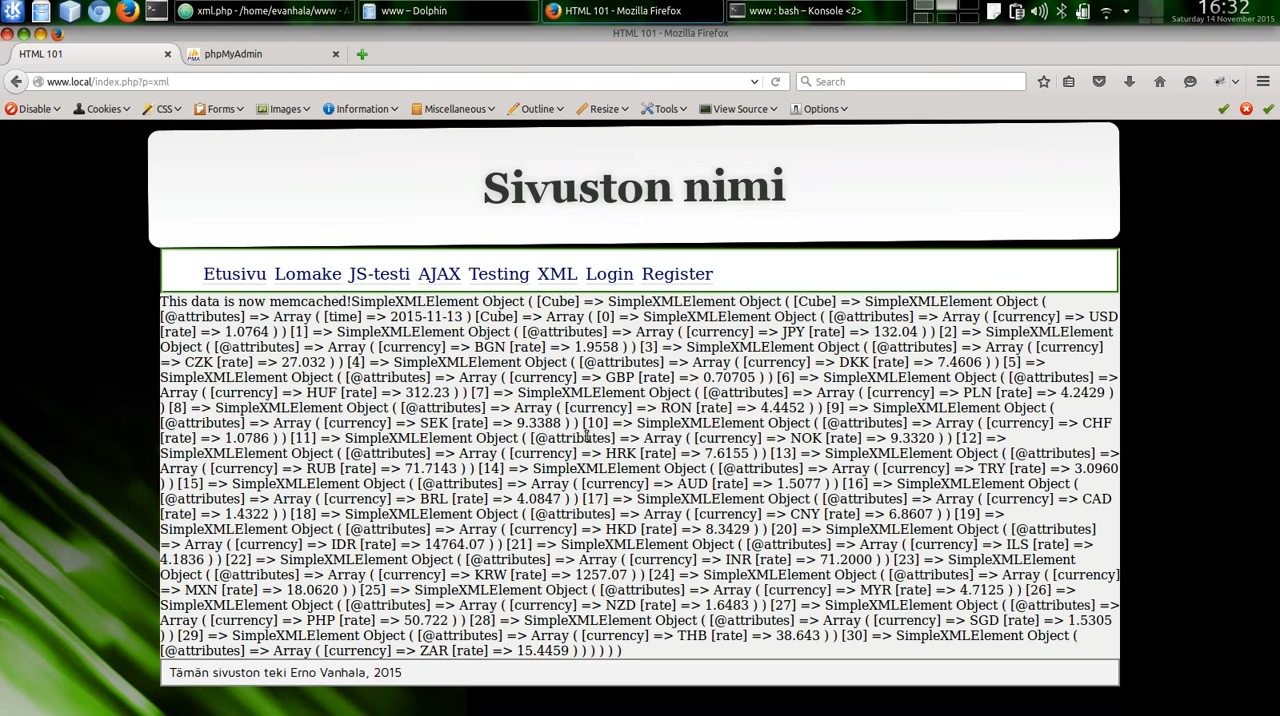 xml.php - /home/evanhala/www - A
www – Dolphin
HTML 101 - Mozilla Firefox
www : bash – Konsole <2>
16:32
Saturday 14 November 2015
HTML 101 - Mozilla Firefox
HTML 101
phpMyAdmin
www.local/index.php?p=xml
Search
Disable
Cookies
CSS
Forms
Images
Information
Miscellaneous
Outline
Resize
Tools
View Source
Options
Sivuston nimi
Etusivu Lomake JS-testi AJAX Testing XML Login Register
This data is now memcached!SimpleXMLElement Object ( [Cube] => SimpleXMLElement Object ( [Cube] => SimpleXMLElement Object (
[@attributes] => Array ( [time] => 2015-11-13 ) [Cube] => Array ( [0] => SimpleXMLElement Object ( [@attributes] => Array ( [currency] => USD
[rate] => 1.0764 ) ) [1] => SimpleXMLElement Object ( [@attributes] => Array ( [currency] => JPY [rate] => 132.04 ) ) [2] => SimpleXMLElement
Object ( [@attributes] => Array ( [currency] => BGN [rate] => 1.9558 ) ) [3] => SimpleXMLElement Object ( [@attributes] => Array ( [currency]
=> CZK [rate] => 27.032 ) ) [4] => SimpleXMLElement Object ( [@attributes] => Array ( [currency] => DKK [rate] => 7.4606 ) ) [5] =>
SimpleXMLElement Object ( [@attributes] => Array ( [currency] => GBP [rate] => 0.70705 ) ) [6] => SimpleXMLElement Object ( [@attributes] =>
Array ( [currency] => HUF [rate] => 312.23 ) ) [7] => SimpleXMLElement Object ( [@attributes] => Array ( [currency] => PLN [rate] => 4.2429 )
) [8] => SimpleXMLElement Object ( [@attributes] => Array ( [currency] => RON [rate] => 4.4452 ) ) [9] => SimpleXMLElement Object (
[@attributes] => Array ( [currency] => SEK [rate] => 9.3388 ) ) [10] => SimpleXMLElement Object ( [@attributes] => Array ( [currency] => CHF
[rate] => 1.0786 ) ) [11] => SimpleXMLElement Object ( [@attributes] => Array ( [currency] => NOK [rate] => 9.3320 ) ) [12] =>
SimpleXMLElement Object ( [@attributes] => Array ( [currency] => HRK [rate] => 7.6155 ) ) [13] => SimpleXMLElement Object ( [@attributes] =>
Array ( [currency] => RUB [rate] => 71.7143 ) ) [14] => SimpleXMLElement Object ( [@attributes] => Array ( [currency] => TRY [rate] => 3.0960
) ) [15] => SimpleXMLElement Object ( [@attributes] => Array ( [currency] => AUD [rate] => 1.5077 ) ) [16] => SimpleXMLElement Object (
[@attributes] => Array ( [currency] => BRL [rate] => 4.0847 ) ) [17] => SimpleXMLElement Object ( [@attributes] => Array ( [currency] => CAD
[rate] => 1.4322 ) ) [18] => SimpleXMLElement Object ( [@attributes] => Array ( [currency] => CNY [rate] => 6.8607 ) ) [19] =>
SimpleXMLElement Object ( [@attributes] => Array ( [currency] => HKD [rate] => 8.3429 ) ) [20] => SimpleXMLElement Object ( [@attributes]
=> Array ( [currency] => IDR [rate] => 14764.07 ) ) [21] => SimpleXMLElement Object ( [@attributes] => Array ( [currency] => ILS [rate] =>
4.1836 ) ) [22] => SimpleXMLElement Object ( [@attributes] => Array ( [currency] => INR [rate] => 71.2000 ) ) [23] => SimpleXMLElement
Object ( [@attributes] => Array ( [currency] => KRW [rate] => 1257.07 ) ) [24] => SimpleXMLElement Object ( [@attributes] => Array ( [currency]
=> MXN [rate] => 18.0620 ) ) [25] => SimpleXMLElement Object ( [@attributes] => Array ( [currency] => MYR [rate] => 4.7125 ) ) [26] =>
SimpleXMLElement Object ( [@attributes] => Array ( [currency] => NZD [rate] => 1.6483 ) ) [27] => SimpleXMLElement Object ( [@attributes] =>
Array ( [currency] => PHP [rate] => 50.722 ) ) [28] => SimpleXMLElement Object ( [@attributes] => Array ( [currency] => SGD [rate] => 1.5305
) ) [29] => SimpleXMLElement Object ( [@attributes] => Array ( [currency] => THB [rate] => 38.643 ) ) [30] => SimpleXMLElement Object (
[@attributes] => Array ( [currency] => ZAR [rate] => 15.4459 ) ) ) ) ) )
Tämän sivuston teki Erno Vanhala, 2015